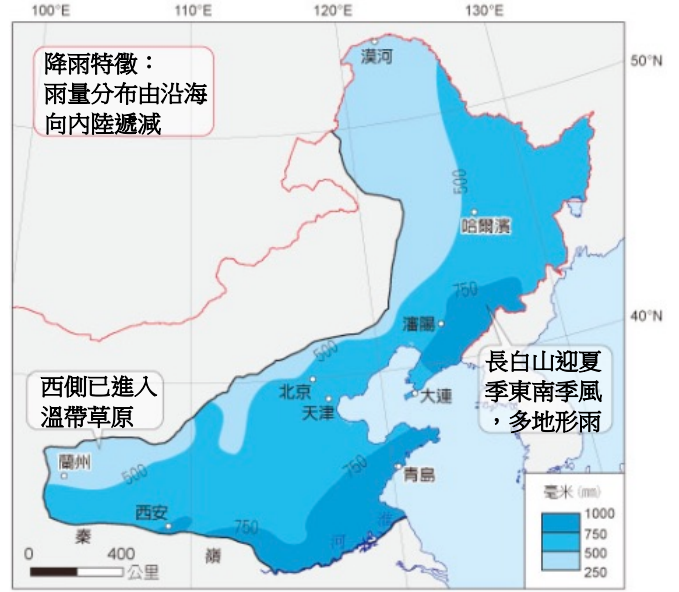 100°E
110°E
120°E
130°E
50°N
40°N
降雨特徵：
雨量分布由沿海
向內陸遞減
漠河
500
哈爾濱
750
瀋陽
長白山迎夏
季東南季風
，多地形雨
500
北京
天津
大連
西側已進入
溫帶草原
蘭州
500
750
青島
西安
750
秦
嶺
淮
河
0
400
公里
毫米(mm)
1000
750
500
250